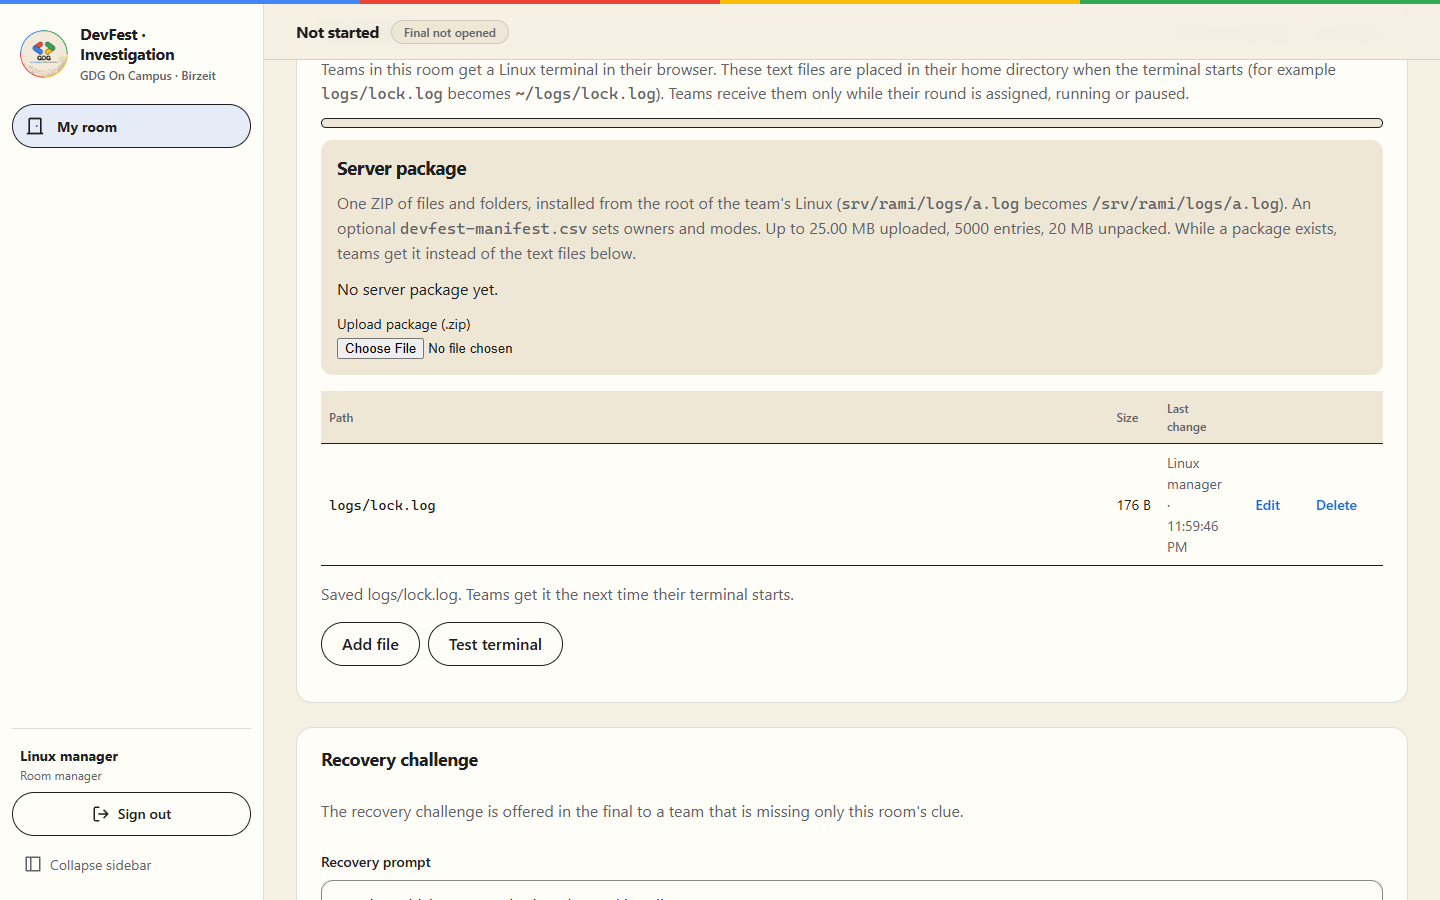 DevFest ·
Investigation
GDG On Campus · Birzeit
GDG
My room
Linux manager
Room manager
Sign out
Collapse sidebar
Not started
Final not opened
Teams in this room get a Linux terminal in their browser. These text files are placed in their home directory when the terminal starts (for example
logs/lock.log becomes ~/logs/lock.log). Teams receive them only while their round is assigned, running or paused.
Server package
One ZIP of files and folders, installed from the root of the team's Linux (srv/rami/logs/a.log becomes /srv/rami/logs/a.log). An
optional devfest-manifest.csv sets owners and modes. Up to 25.00 MB uploaded, 5000 entries, 20 MB unpacked. While a package exists,
teams get it instead of the text files below.
No server package yet.
Upload package (.zip)
Choose File No file chosen
Path Size Last
change
logs/lock.log 176 B Linux
manager
·
11:59:46
PM
Edit Delete
Saved logs/lock.log. Teams get it the next time their terminal starts.
Add file Test terminal
Recovery challenge
The recovery challenge is offered in the final to a team that is missing only this room's clue.
Recovery prompt